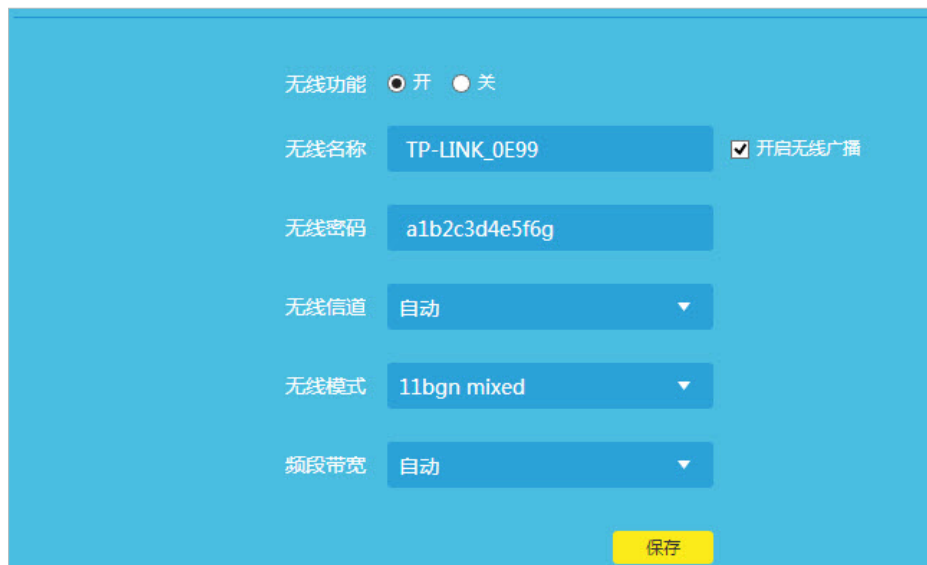 无线功能 开 关
无线名称 TP-LINK_0E99 开启无线广播
无线密码 a1b2c3d4e5f6g
无线信道 自动
无线模式 11bgn mixed
频段带宽 自动
保存